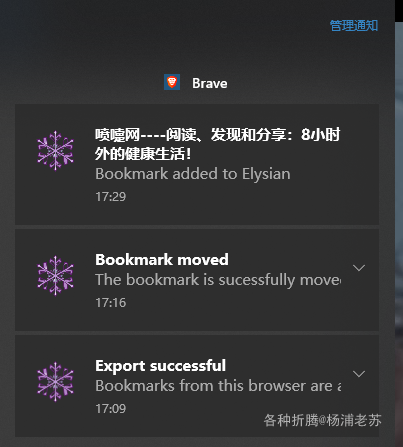 管理通知
Brave
喷嚏网----阅读、发现和分享：8小时
外的健康生活！
Bookmark added to Elysian
17:29
Bookmark moved
The bookmark is sucessfully move
17:16
Export successful
Bookmarks from this browser are a
17:09
各种折腾@杨浦老苏